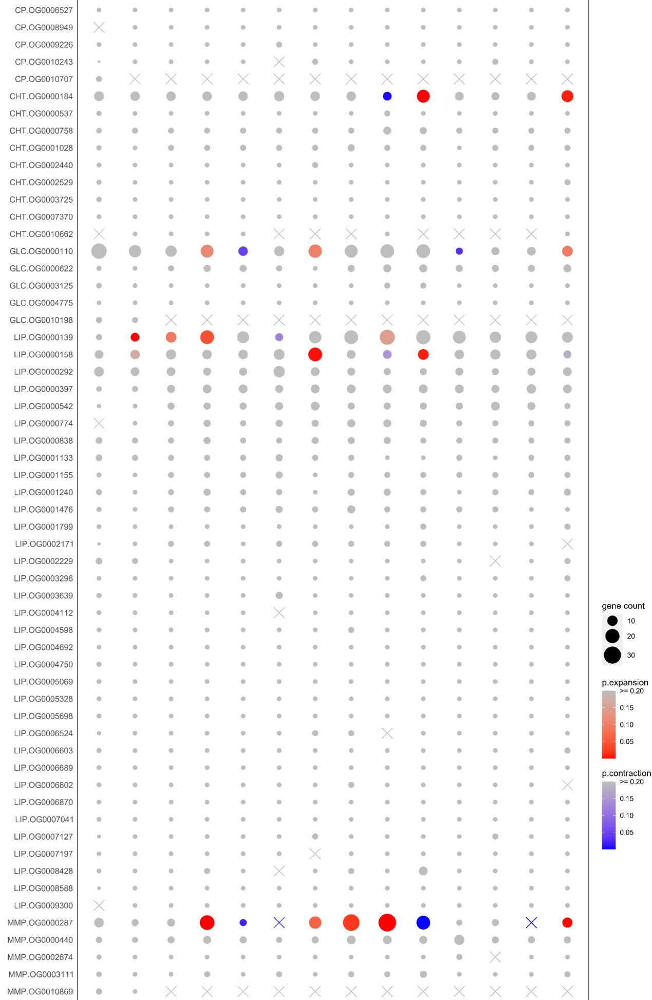 CP.OG0006527
CP.OG0008949
CP.OG0009226
CP.OG0010243
CP.OG0010707
CHT.OG0000184
CHT.OG0000537
CHT.OG0000758
CHT.OG0001028
CHT.OG0002440
CHT.OG0002529
CHT.OG0003725
CHT.OG0007370
CHT.OG0010662
GLC.OG0000110
GLC.OG0000622
GLC.OG0003125
GLC.OG0004775
GLC.OG0010198
LIP.OG0000139
LIP.OG0000158
LIP.OG0000292
LIP.OG0000397
LIP.OG0000542
LIP.OG0000774
LIP.OG0000838
LIP.OG0001133
LIP.OG0001155
LIP.OG0001240
LIP.OG0001476
LIP.OG0001799
LIP.OG0002171
LIP.OG0002229
LIP.OG0003296
LIP.OG0003639
LIP.OG0004112
LIP.OG0004598
LIP.OG0004692
LIP.OG0004750
LIP.OG0005069
LIP.OG0005328
LIP.OG0005698
LIP.OG0006524
LIP.OG0006603
LIP.OG0006689
LIP.OG0006802
LIP.OG0006870
LIP.OG0007041
LIP.OG0007127
LIP.OG0007197
LIP.OG0008428
LIP.OG0008588
LIP.OG0009300
MMP.OG0000287
MMP.OG0000440
MMP.OG0002674
MMP.OG0003111
MMP.OG0010869
gene count
10
20
30
p.expansion
>= 0.20
0.15
0.10
0.05
p.contraction
>= 0.20
0.15
0.10
0.05